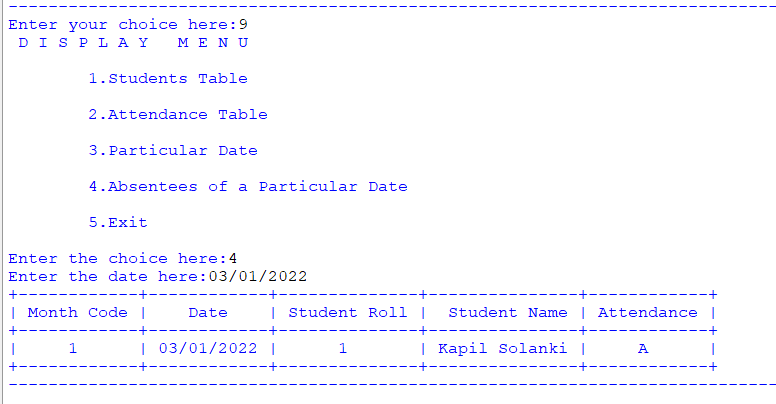 --------------------------------------------------------------------------------
Enter your choice here:9
D I S P L A Y   M E N U
1.Students Table
2.Attendance Table
3.Particular Date
4.Absentees of a Particular Date
5.Exit
Enter the choice here:4
Enter the date here:03/01/2022
+------------+------------+--------------+---------------+------------+
| Month Code |    Date    | Student Roll |  Student Name | Attendance |
+------------+------------+--------------+---------------+------------+
|     1      | 03/01/2022 |      1       | Kapil Solanki |     A      |
+------------+------------+--------------+---------------+------------+
--------------------------------------------------------------------------------